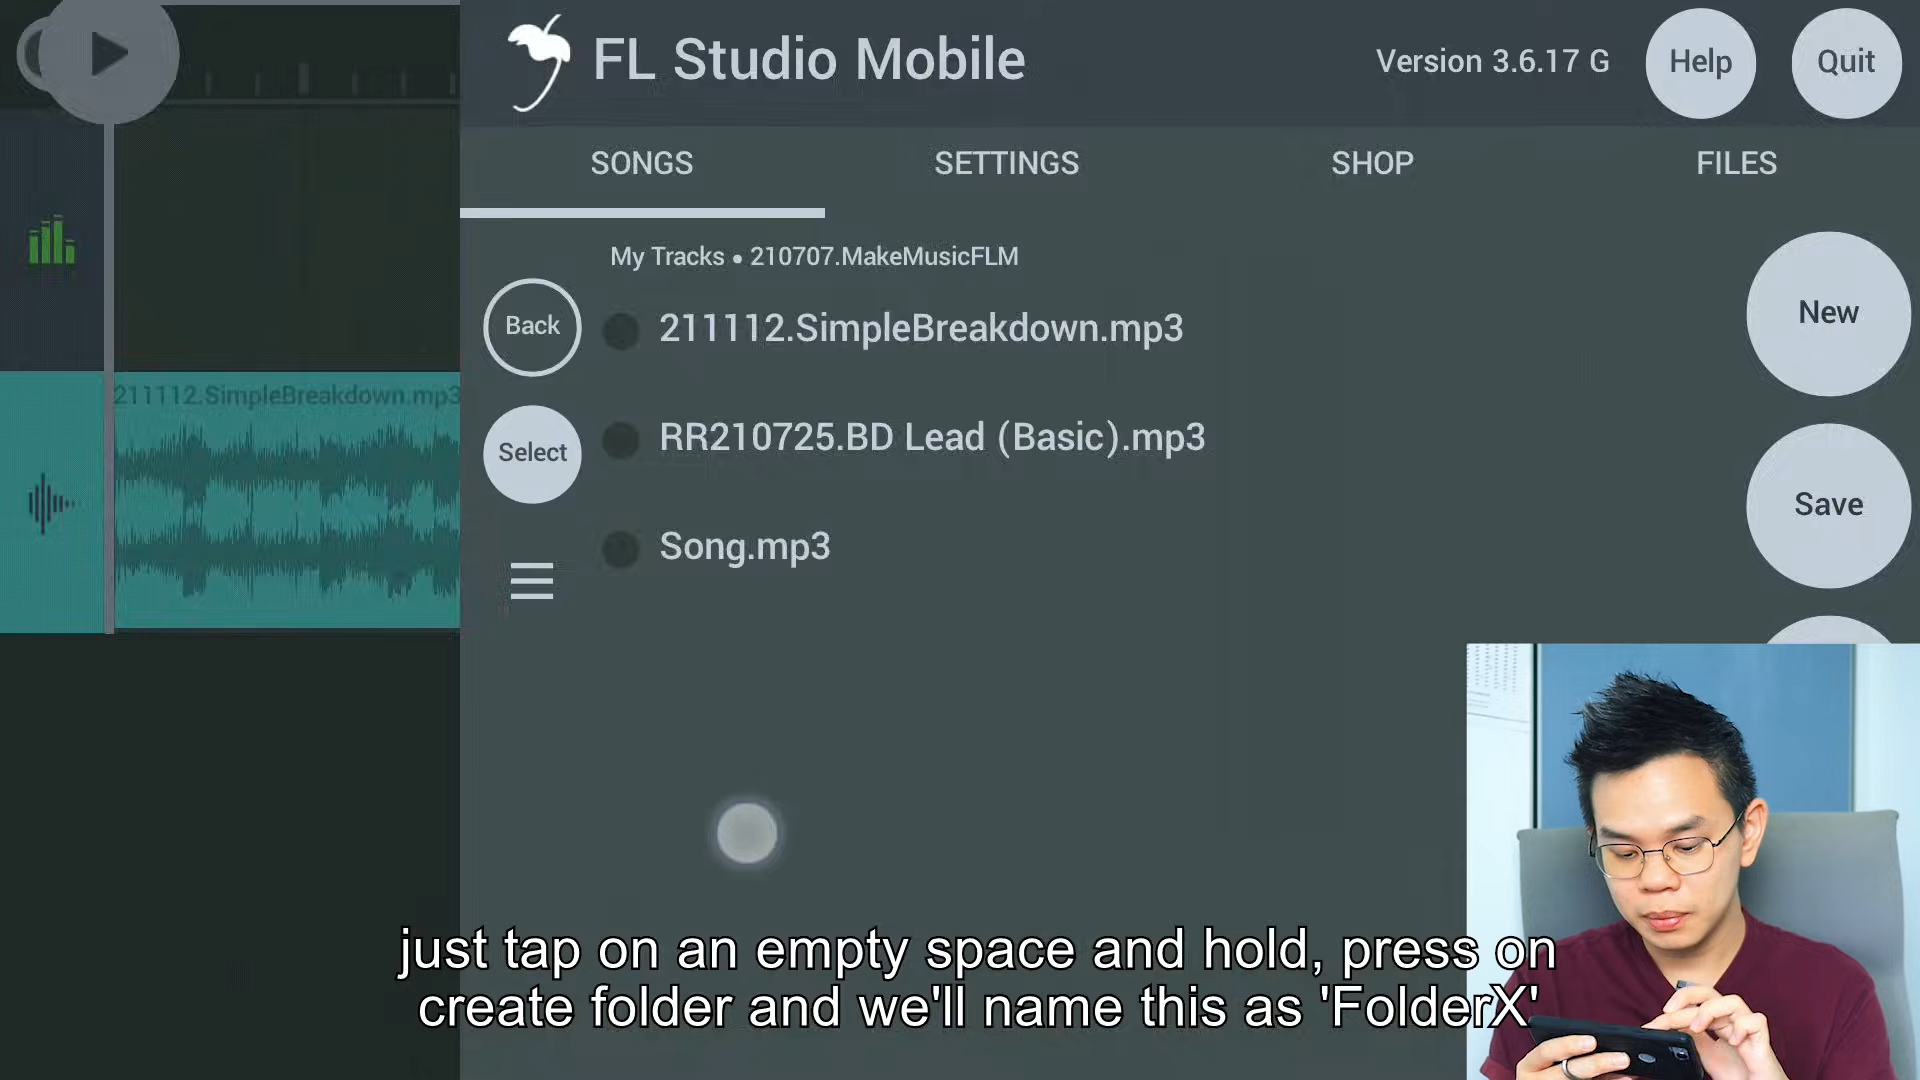 FL Studio Mobile
Version 3.6.17 G
Help
Quit
SONGS
SETTINGS
SHOP
FILES
My Tracks • 210707.MakeMusicFLM
Back
211112.SimpleBreakdown.mp3
New
211112.SimpleBreakdown.mp3
Select
RR210725.BD Lead (Basic).mp3
Save
Song.mp3
just tap on an empty space and hold, press on
create folder and we'll name this as 'FolderX'